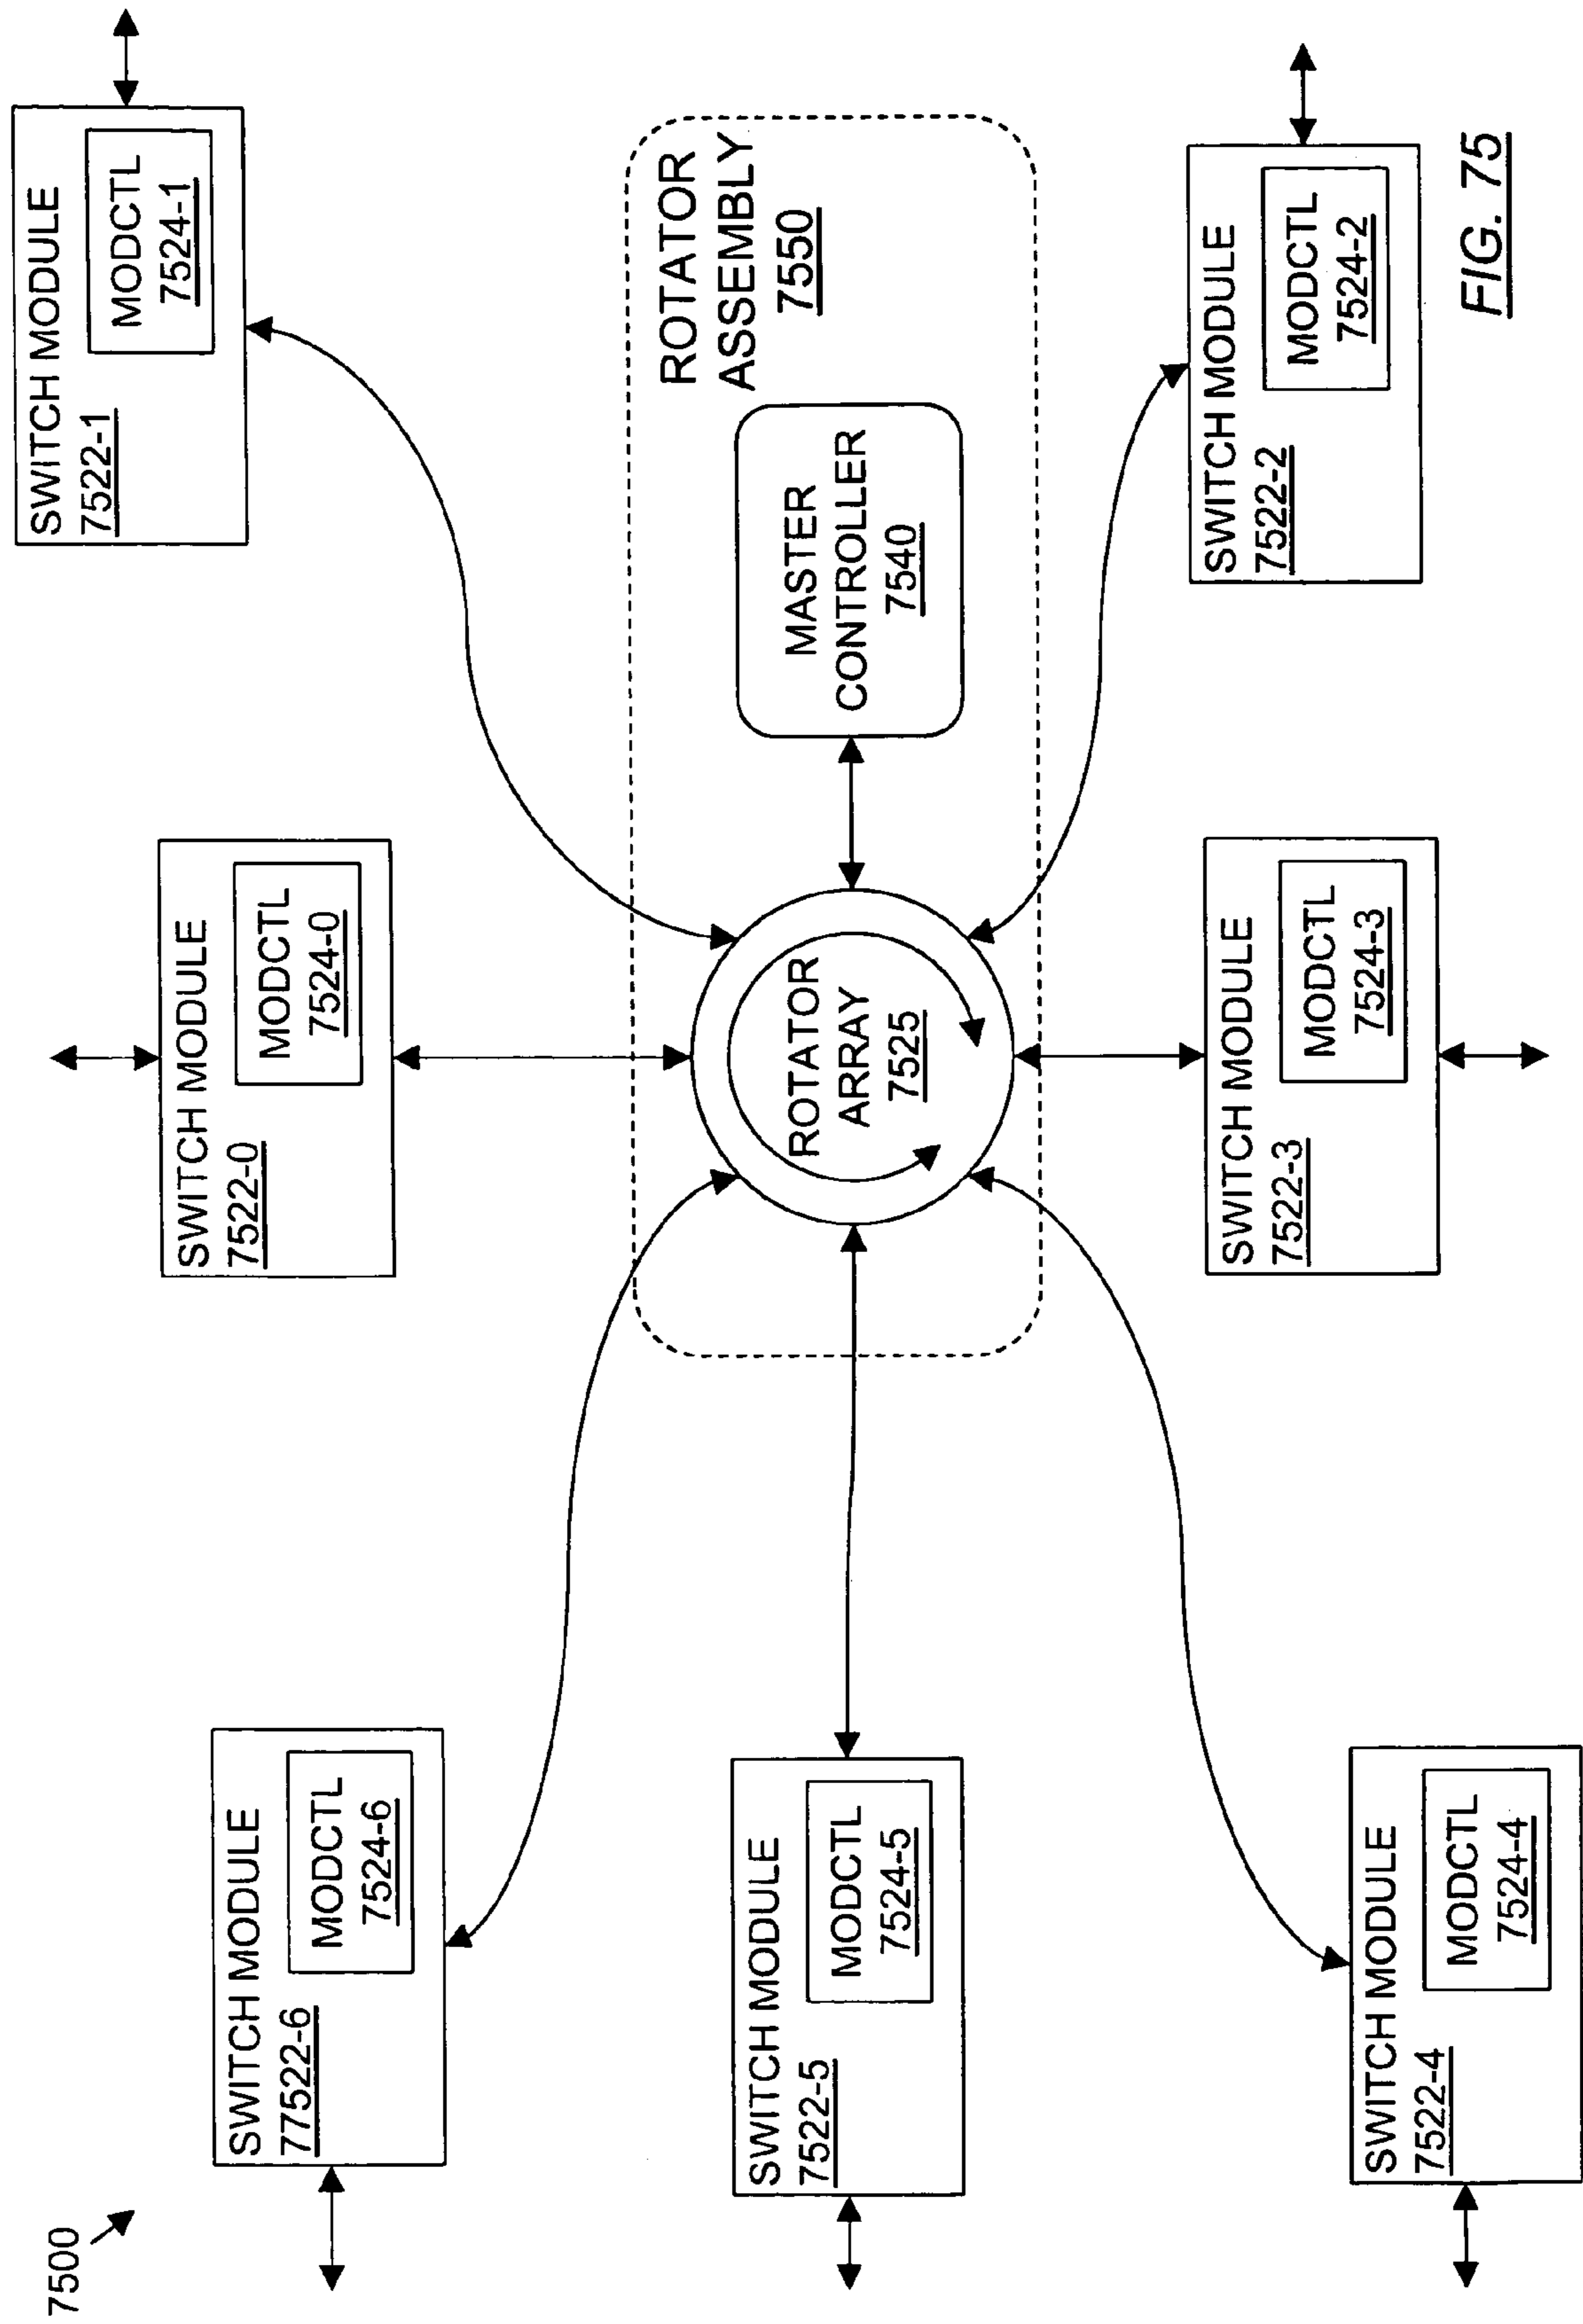 7500
SWITCH MODULE
77522-6
MODCTL
7524-6
SWITCH MODULE
7522-0
MODCTL
7524-0
SWITCH MODULE
7522-1
MODCTL
7524-1
SWITCH MODULE
7522-5
MODCTL
7524-5
ROTATOR
ARRAY
7525
MASTER
CONTROLLER
7540
ROTATOR
ASSEMBLY
7550
SWITCH MODULE
7522-4
MODCTL
7524-4
SWITCH MODULE
7522-3
MODCTL
7524-3
SWITCH MODULE
7522-2
MODCTL
7524-2
FIG. 75